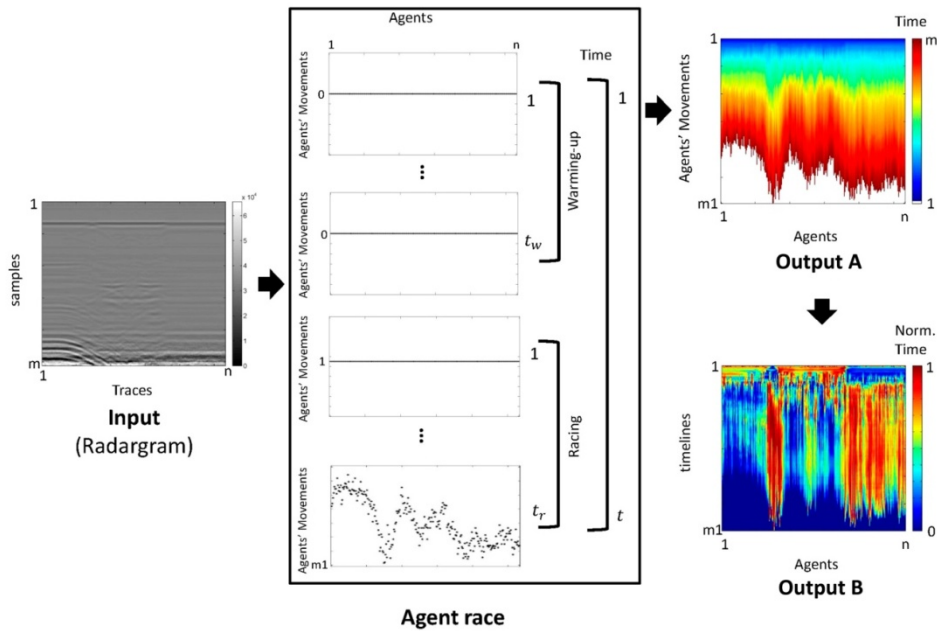 1
samples
m
1
n
Traces
Input
(Radargram)
x 10⁴
6
5
4
3
2
1
0
Agents
1
n
Time
Agents' Movements
0
1
Agents' Movements
0
t_w
Warming-up
1
Agents' Movements
1
1
Agents' Movements
m1
t_r
Racing
t
Agent race
Time
1
m
Agents' Movements
m1
1
1
n
Agents
Output A
Norm.
Time
1
1
timelines
m1
0
1
n
Agents
Output B